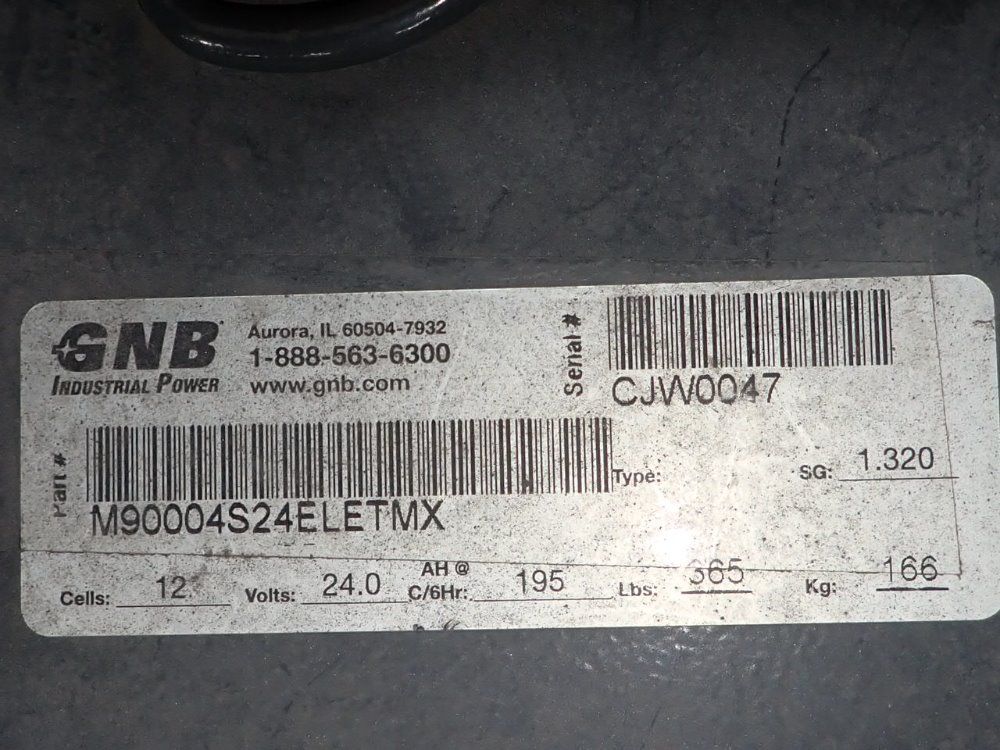 GNB
INDUSTRIAL POWER
Aurora, IL 60504-7932
1-888-563-6300
www.gnb.com
Serial #
CJW0047
Part #
M90004S24ELETMX
Type:
SG: 1.320
Cells: 12
Volts: 24.0
AH @
C/6Hr: 195
Lbs: 365
Kg: 166